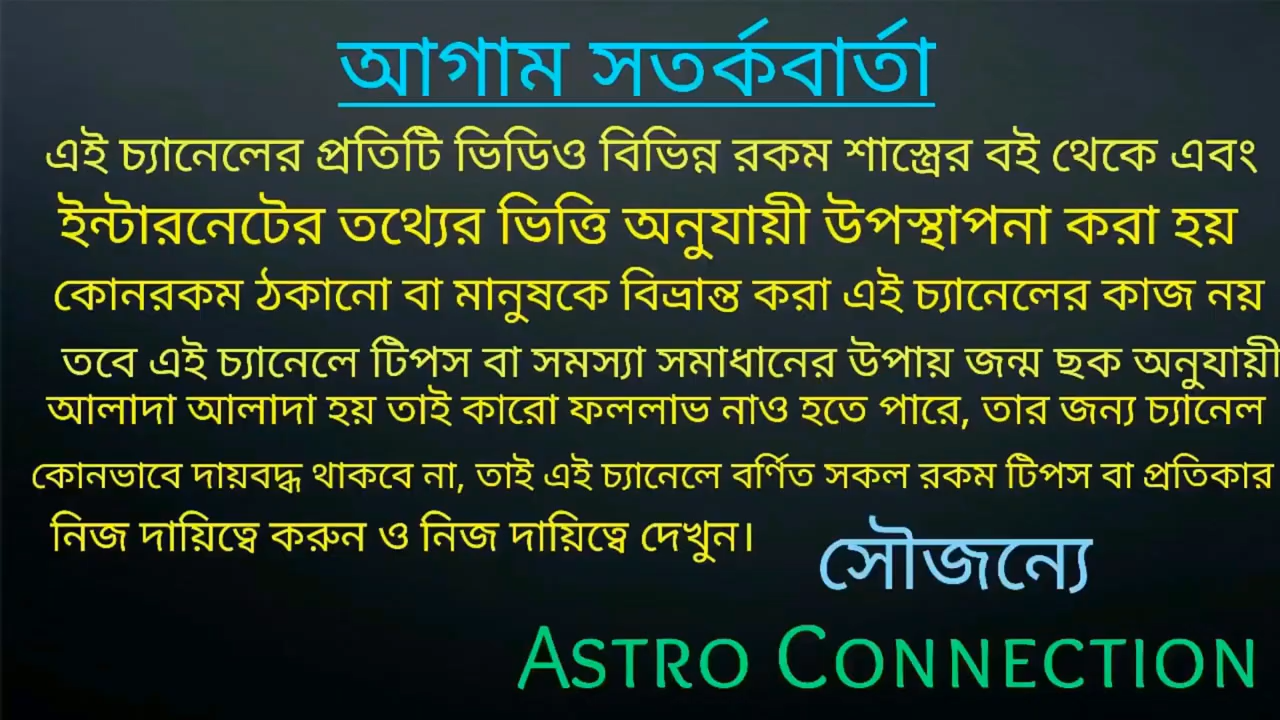 আগাম সতর্কবার্তা
এই চ্যানেলের প্রতিটি ভিডিও বিভিন্ন রকম শাস্ত্রের বই থেকে এবং
ইন্টারনেটের তথ্যের ভিত্তি অনুযায়ী উপস্থাপনা করা হয়
কোনরকম ঠকানো বা মানুষকে বিভ্রান্ত করা এই চ্যানেলের কাজ নয়
তবে এই চ্যানেলে টিপস বা সমস্যা সমাধানের উপায় জন্ম ছক অনুযায়ী
আলাদা আলাদা হয় তাই কারো ফললাভ নাও হতে পারে, তার জন্য চ্যানেল
কোনভাবে দায়বদ্ধ থাকবে না, তাই এই চ্যানেলে বর্ণিত সকল রকম টিপস বা প্রতিকার
নিজ দায়িত্বে করুন ও নিজ দায়িত্বে দেখুন।
সৌজন্যে
ASTRO CONNECTION